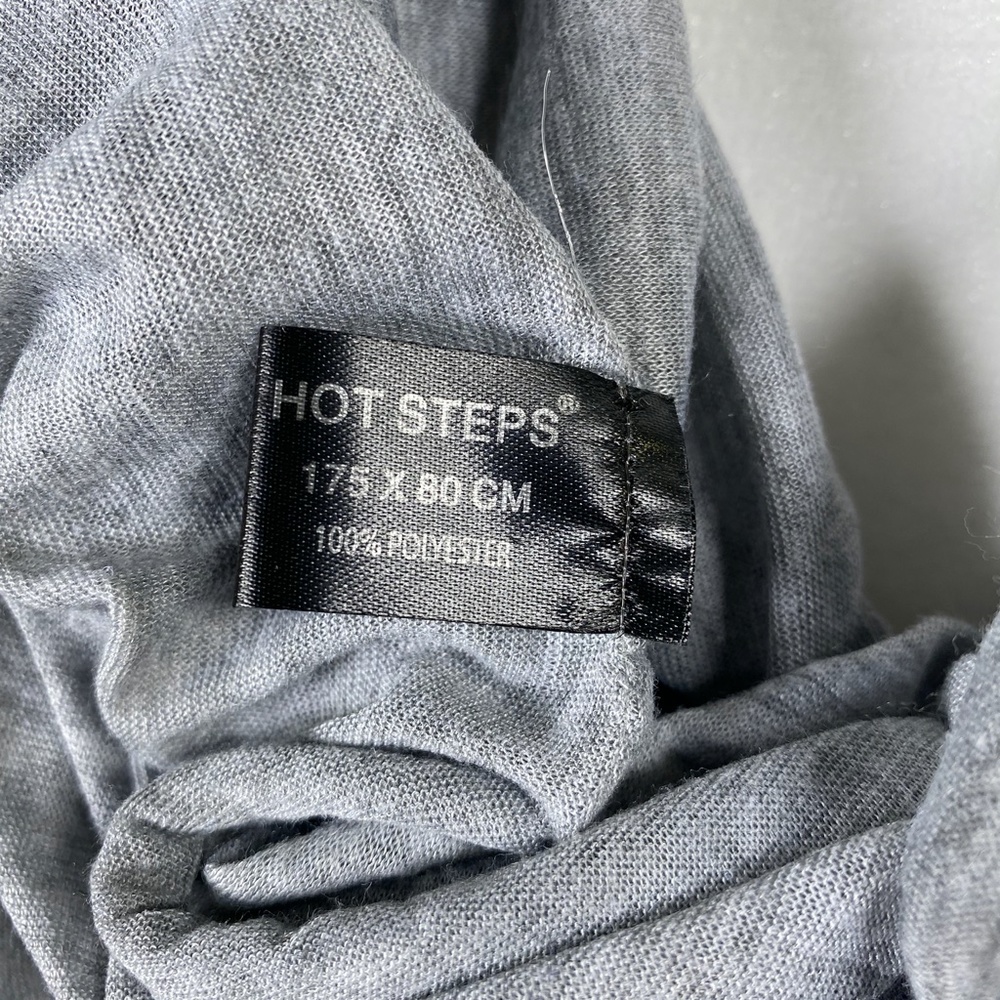 HOT STEPS®
175 X 80 CM
100% POLYESTER